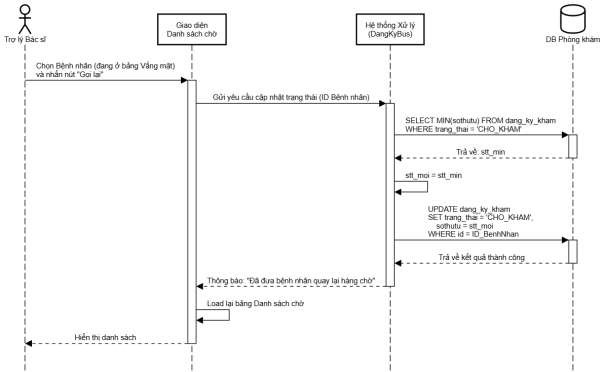 Trợ lý Bác sĩ
Giao diện
Danh sách chờ
Hệ thống Xử lý
(DangKyBus)
DB Phòng khám
Chọn Bệnh nhân (đang ở bảng Vắng mặt)
và nhấn nút "Gọi lại"
Gửi yêu cầu cập nhật trạng thái (ID Bệnh nhân)
SELECT MIN(sothutu) FROM dang_ky_kham
WHERE trang_thai = 'CHO_KHAM'
Trả về: stt_min
stt_moi = stt_min
UPDATE dang_ky_kham
SET trang_thai = 'CHO_KHAM',
sothutu = stt_moi
WHERE id = ID_BenhNhan
Trả về kết quả thành công
Thông báo: "Đã đưa bệnh nhân quay lại hàng chờ"
Load lại bảng Danh sách chờ
Hiển thị danh sách